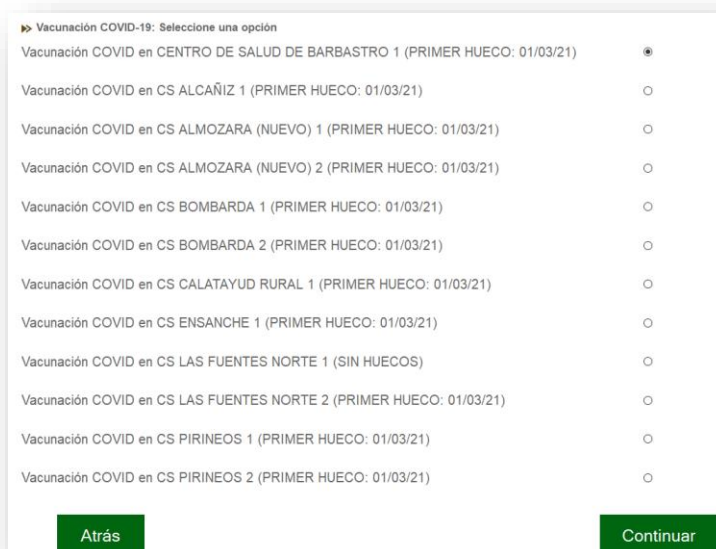 Vacunación COVID-19: Seleccione una opción
Vacunación COVID en CENTRO DE SALUD DE BARBASTRO 1 (PRIMER HUECO: 01/03/21)
Vacunación COVID en CS ALCAÑIZ 1 (PRIMER HUECO: 01/03/21)
Vacunación COVID en CS ALMOZARA (NUEVO) 1 (PRIMER HUECO: 01/03/21)
Vacunación COVID en CS ALMOZARA (NUEVO) 2 (PRIMER HUECO: 01/03/21)
Vacunación COVID en CS BOMBARDA 1 (PRIMER HUECO: 01/03/21)
Vacunación COVID en CS BOMBARDA 2 (PRIMER HUECO: 01/03/21)
Vacunación COVID en CS CALATAYUD RURAL 1 (PRIMER HUECO: 01/03/21)
Vacunación COVID en CS ENSANCHE 1 (PRIMER HUECO: 01/03/21)
Vacunación COVID en CS LAS FUENTES NORTE 1 (SIN HUECOS)
Vacunación COVID en CS LAS FUENTES NORTE 2 (PRIMER HUECO: 01/03/21)
Vacunación COVID en CS PIRINEOS 1 (PRIMER HUECO: 01/03/21)
Vacunación COVID en CS PIRINEOS 2 (PRIMER HUECO: 01/03/21)
Atrás Continuar